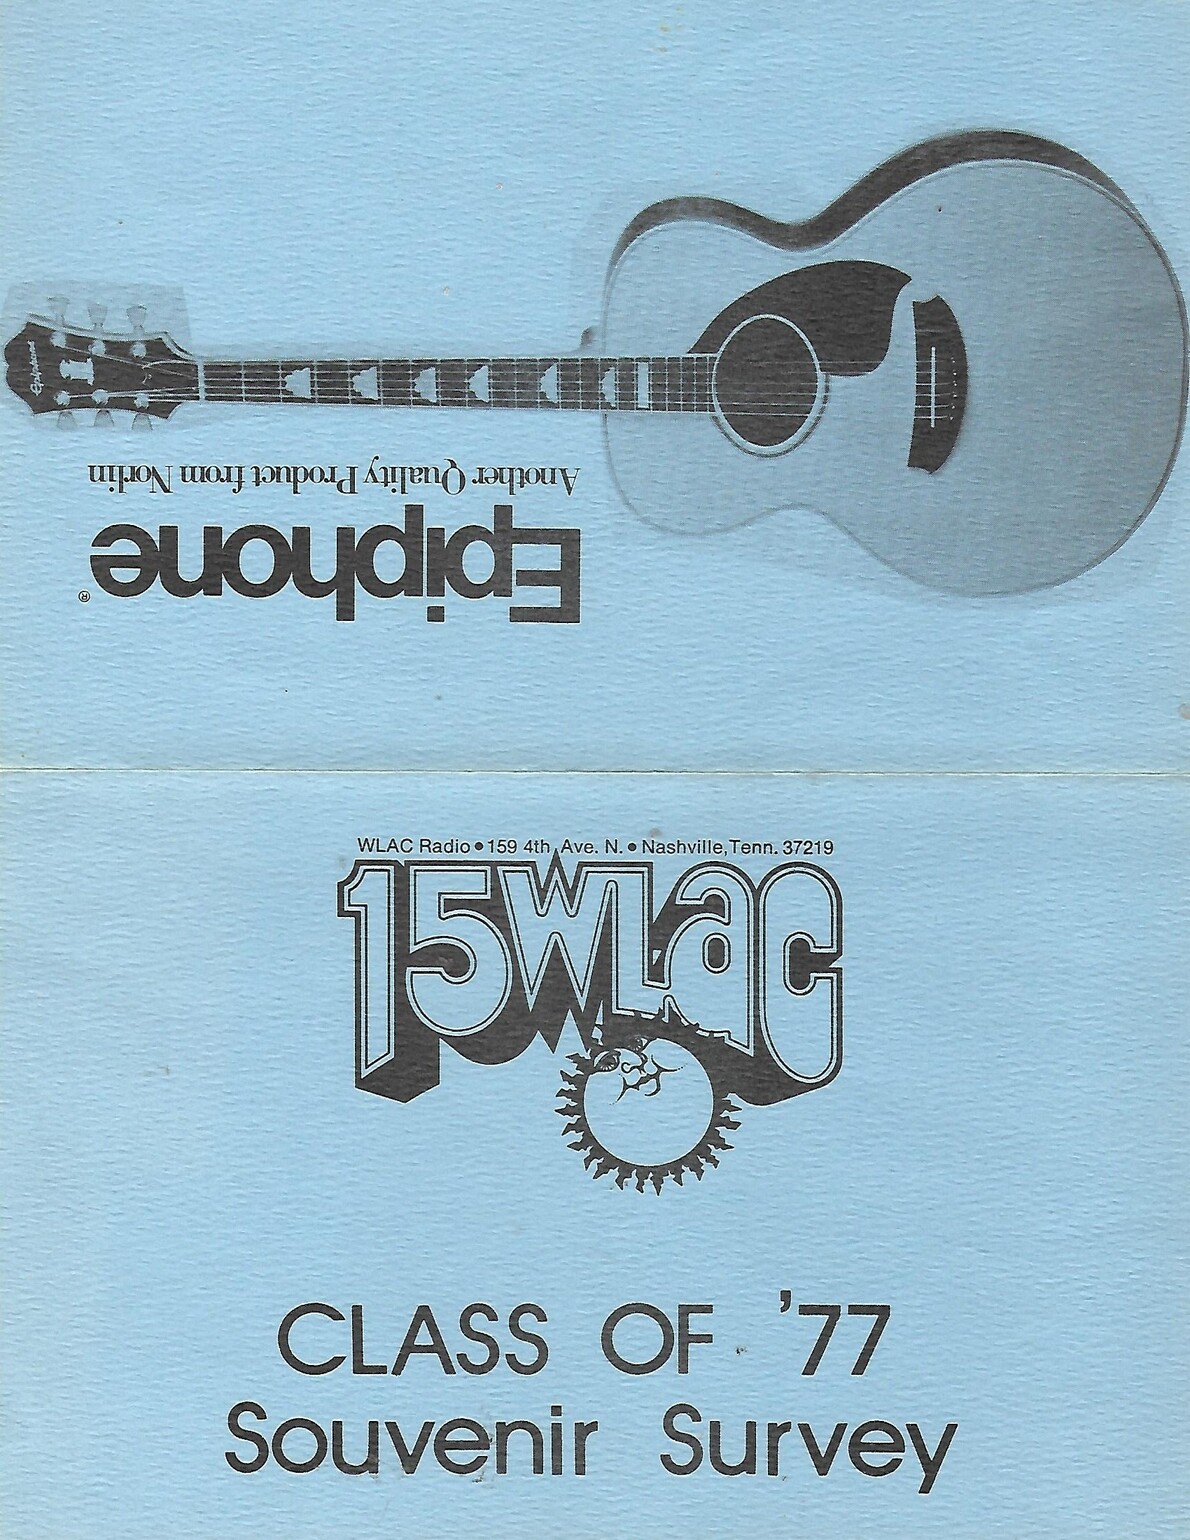 Epiphone
Another Quality Product from Norlin
Epiphone®
WLAC Radio • 159 4th Ave. N. • Nashville, Tenn. 37219
15WLAC
CLASS OF '77
Souvenir Survey